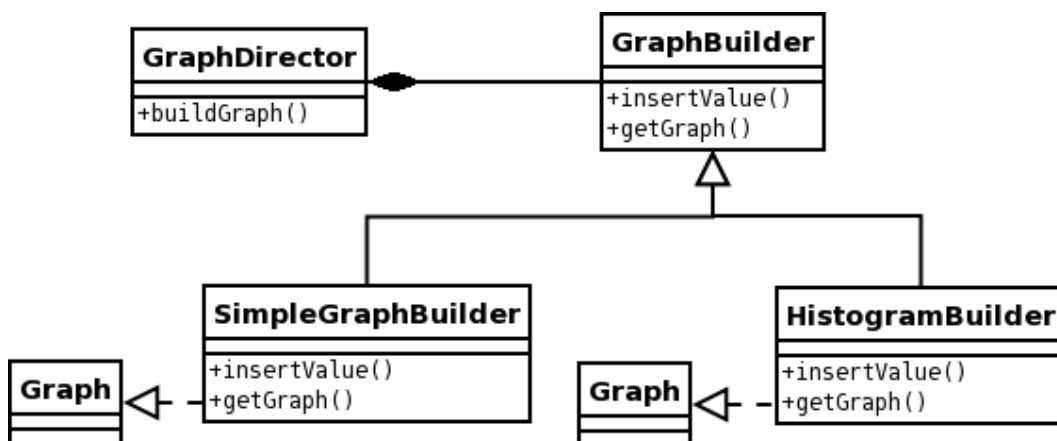 GraphDirector
+buildGraph()
GraphBuilder
+insertValue()
+getGraph()
SimpleGraphBuilder
+insertValue()
+getGraph()
Graph
HistogramBuilder
+insertValue()
+getGraph()
Graph